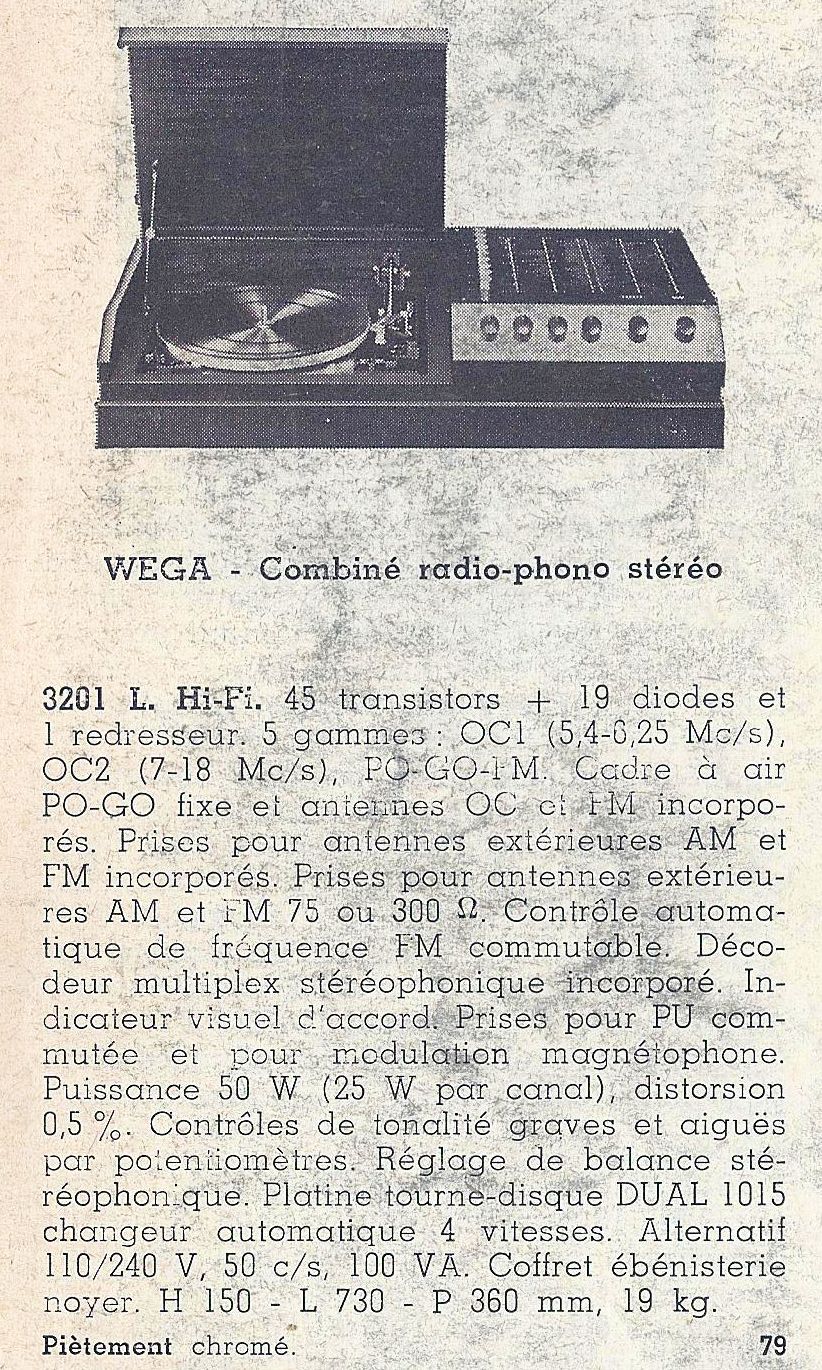 WEGA - Combiné radio-phono stéréo
3201 L. Hi-Fi. 45 transistors + 19 diodes et
1 redresseur. 5 gammes : OC1 (5,4-6,25 Mc/s),
OC2 (7-18 Mc/s), PO-GO-FM. Cadre à air
PO-GO fixe et antennes OC et FM incorpo-
rés. Prises pour antennes extérieures AM et
FM incorporés. Prises pour antennes extérieu-
res AM et FM 75 ou 300 Ω. Contrôle automa-
tique de fréquence FM commutable. Déco-
deur multiplex stéréophonique incorporé. In-
dicateur visuel d'accord. Prises pour PU com-
mutée et pour modulation magnétophone.
Puissance 50 W (25 W par canal), distorsion
0,5 %. Contrôles de tonalité graves et aiguës
par potentiomètres. Réglage de balance sté-
réophonique. Platine tourne-disque DUAL 1015
changeur automatique 4 vitesses. Alternatif
110/240 V, 50 c/s, 100 VA. Coffret ébénisterie
noyer. H 150 - L 730 - P 360 mm, 19 kg.
Piètement chromé. 79